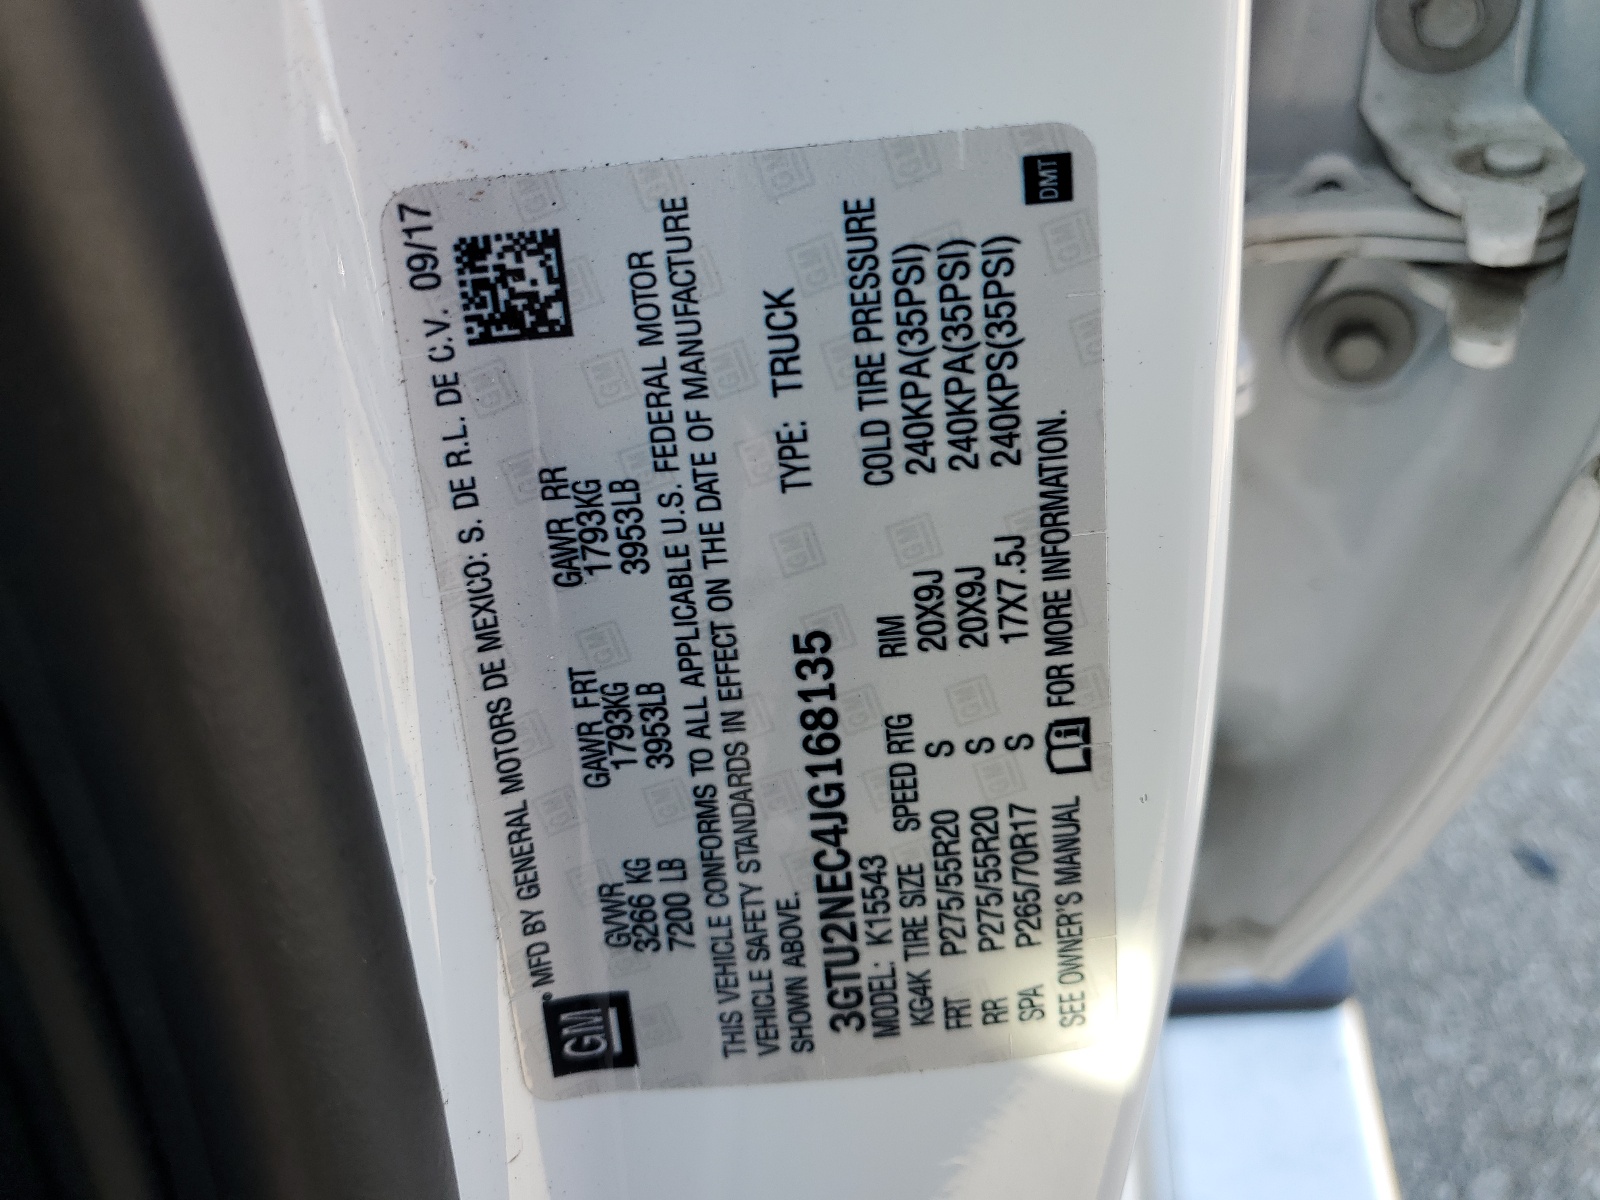 MFD BY GENERAL MOTORS DE MEXICO: S. DE R.L. DE C.V. 09/17
GM
GVWR GAWR FRT GAWR RR
3266 KG 1793KG 1793KG
7200 LB 3953LB 3953LB
THIS VEHICLE CONFORMS TO ALL APPLICABLE U.S. FEDERAL MOTOR
VEHICLE SAFETY STANDARDS IN EFFECT ON THE DATE OF MANUFACTURE
SHOWN ABOVE.
3GTU2NEC4JG168135 TYPE: TRUCK
MODEL: K15543
KG4K TIRE SIZE SPEED RTG RIM COLD TIRE PRESSURE
FRT P275/55R20 S 20X9J 240KPA(35PSI)
RR P275/55R20 S 20X9J 240KPA(35PSI)
SPA P265/70R17 S 17X7.5J 240KPS(35PSI)
SEE OWNER'S MANUAL i FOR MORE INFORMATION.
DMT